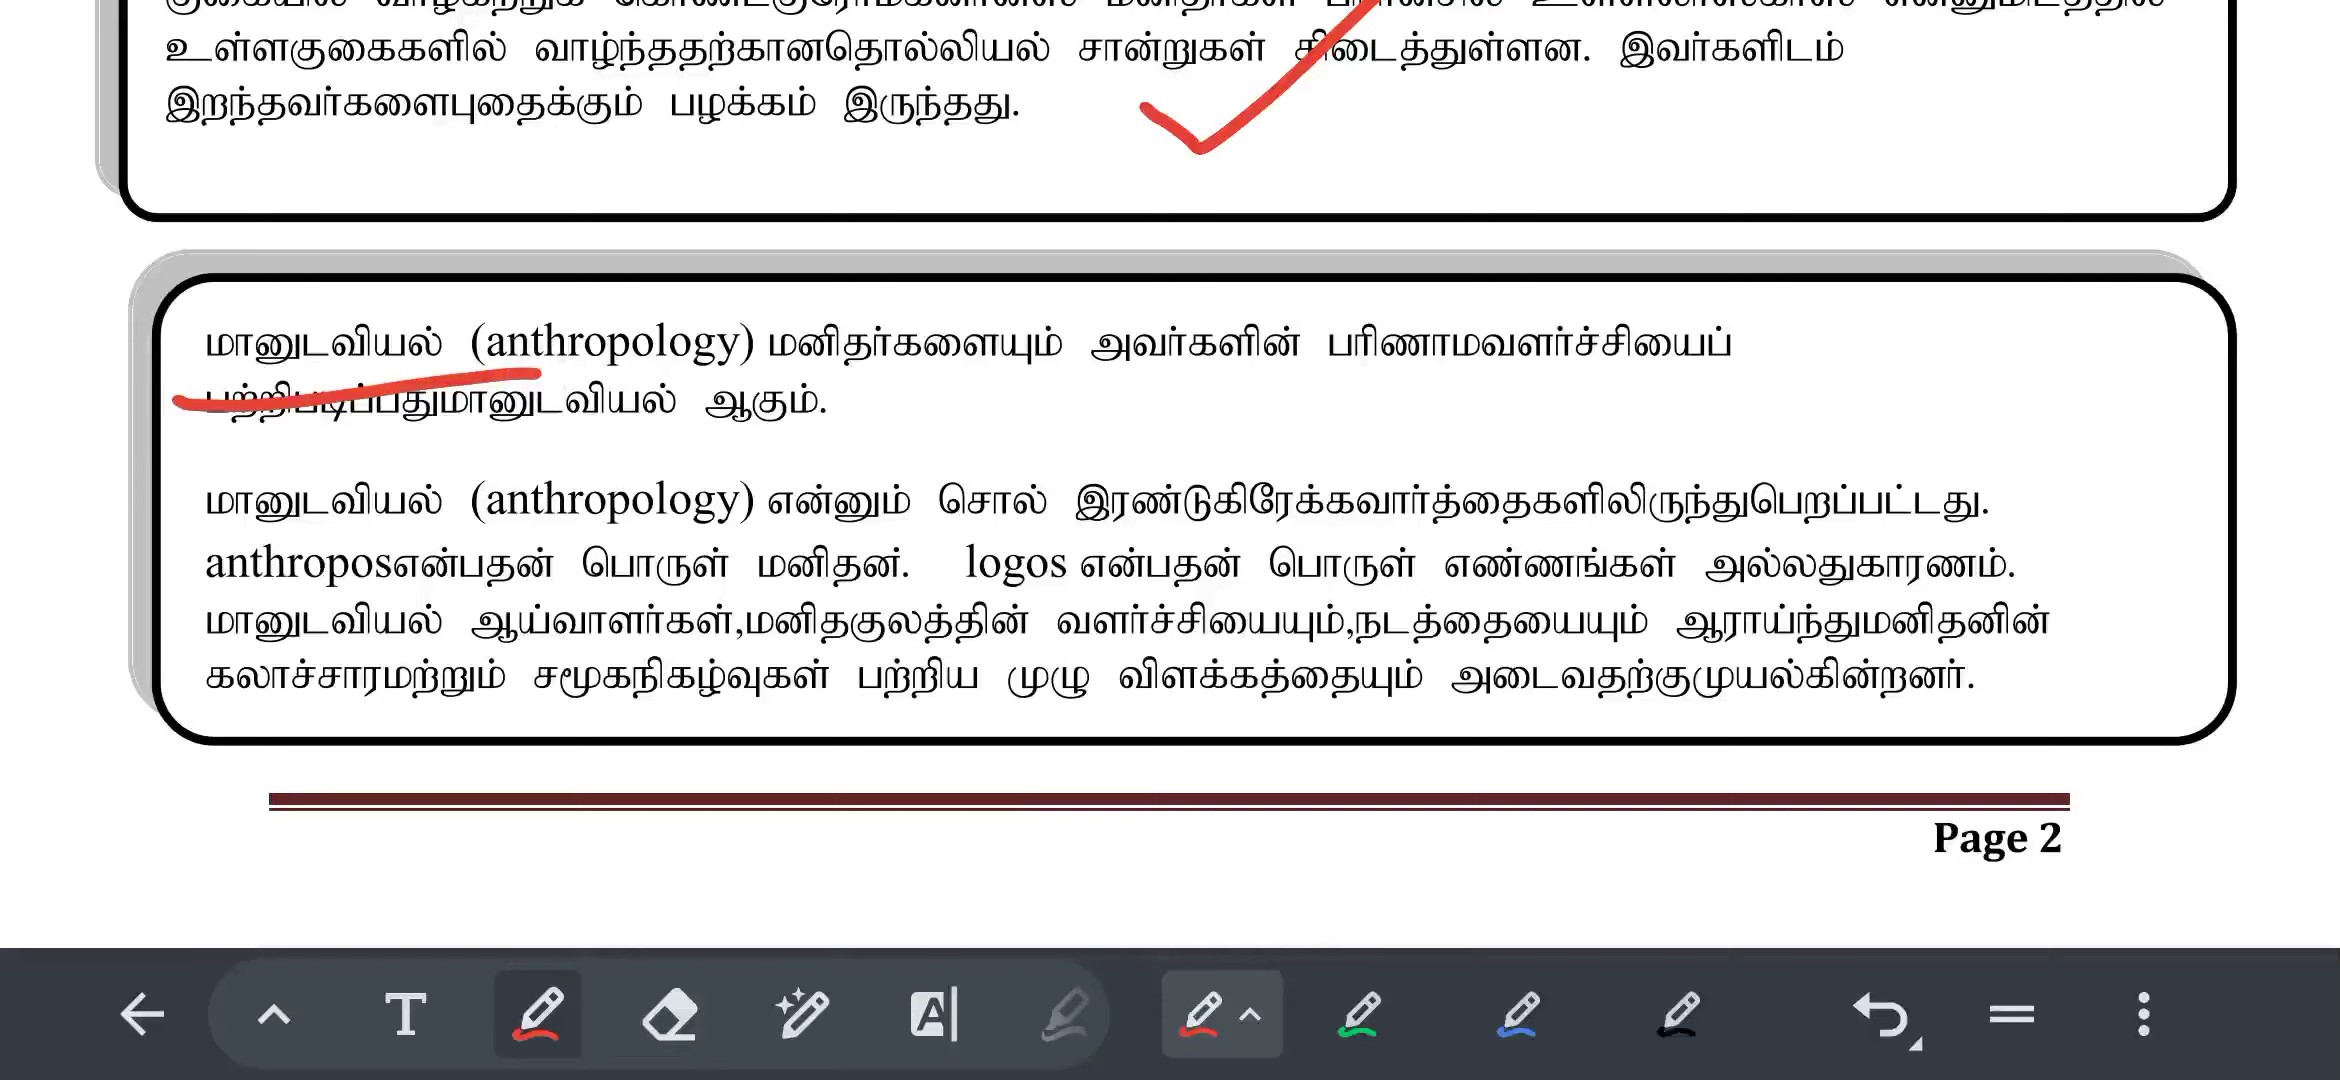 உள்ளகுகைகளில் வாழ்ந்ததற்கானதொல்லியல் சான்றுகள் கிடைத்துள்ளன. இவர்களிடம்
இறந்தவர்களைபுதைக்கும் பழக்கம் இருந்தது.
மானுடவியல் (anthropology) மனிதர்களையும் அவர்களின் பரிணாமவளர்ச்சியைப்
பற்றிபடிப்பதுமானுடவியல் ஆகும்.
மானுடவியல் (anthropology) என்னும் சொல் இரண்டுகிரேக்கவார்த்தைகளிலிருந்துபெறப்பட்டது.
anthroposஎன்பதன் பொருள் மனிதன். logos என்பதன் பொருள் எண்ணங்கள் அல்லதுகாரணம்.
மானுடவியல் ஆய்வாளர்கள்,மனிதகுலத்தின் வளர்ச்சியையும்,நடத்தையையும் ஆராய்ந்துமனிதனின்
கலாச்சாரமற்றும் சமூகநிகழ்வுகள் பற்றிய முழு விளக்கத்தையும் அடைவதற்குமுயல்கின்றனர்.
Page 2